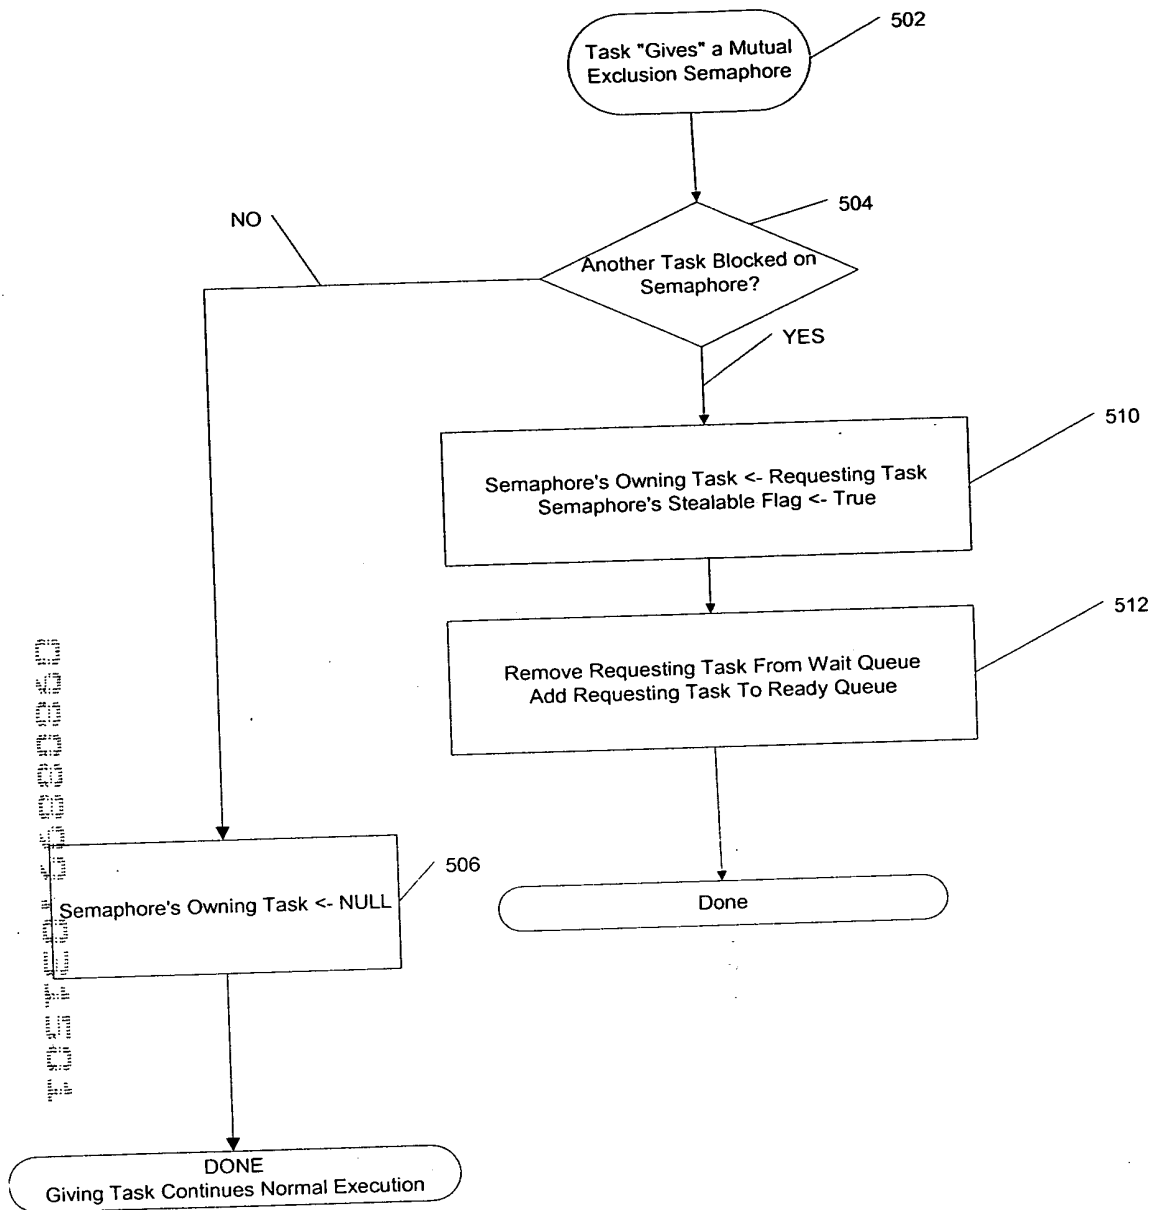 502
Task "Gives" a Mutual
Exclusion Semaphore
504
NO
Another Task Blocked on
Semaphore?
YES
510
Semaphore's Owning Task <- Requesting Task
Semaphore's Stealable Flag <- True
512
Remove Requesting Task From Wait Queue
Add Requesting Task To Ready Queue
506
Semaphore's Owning Task <- NULL
Done
DONE
Giving Task Continues Normal Execution